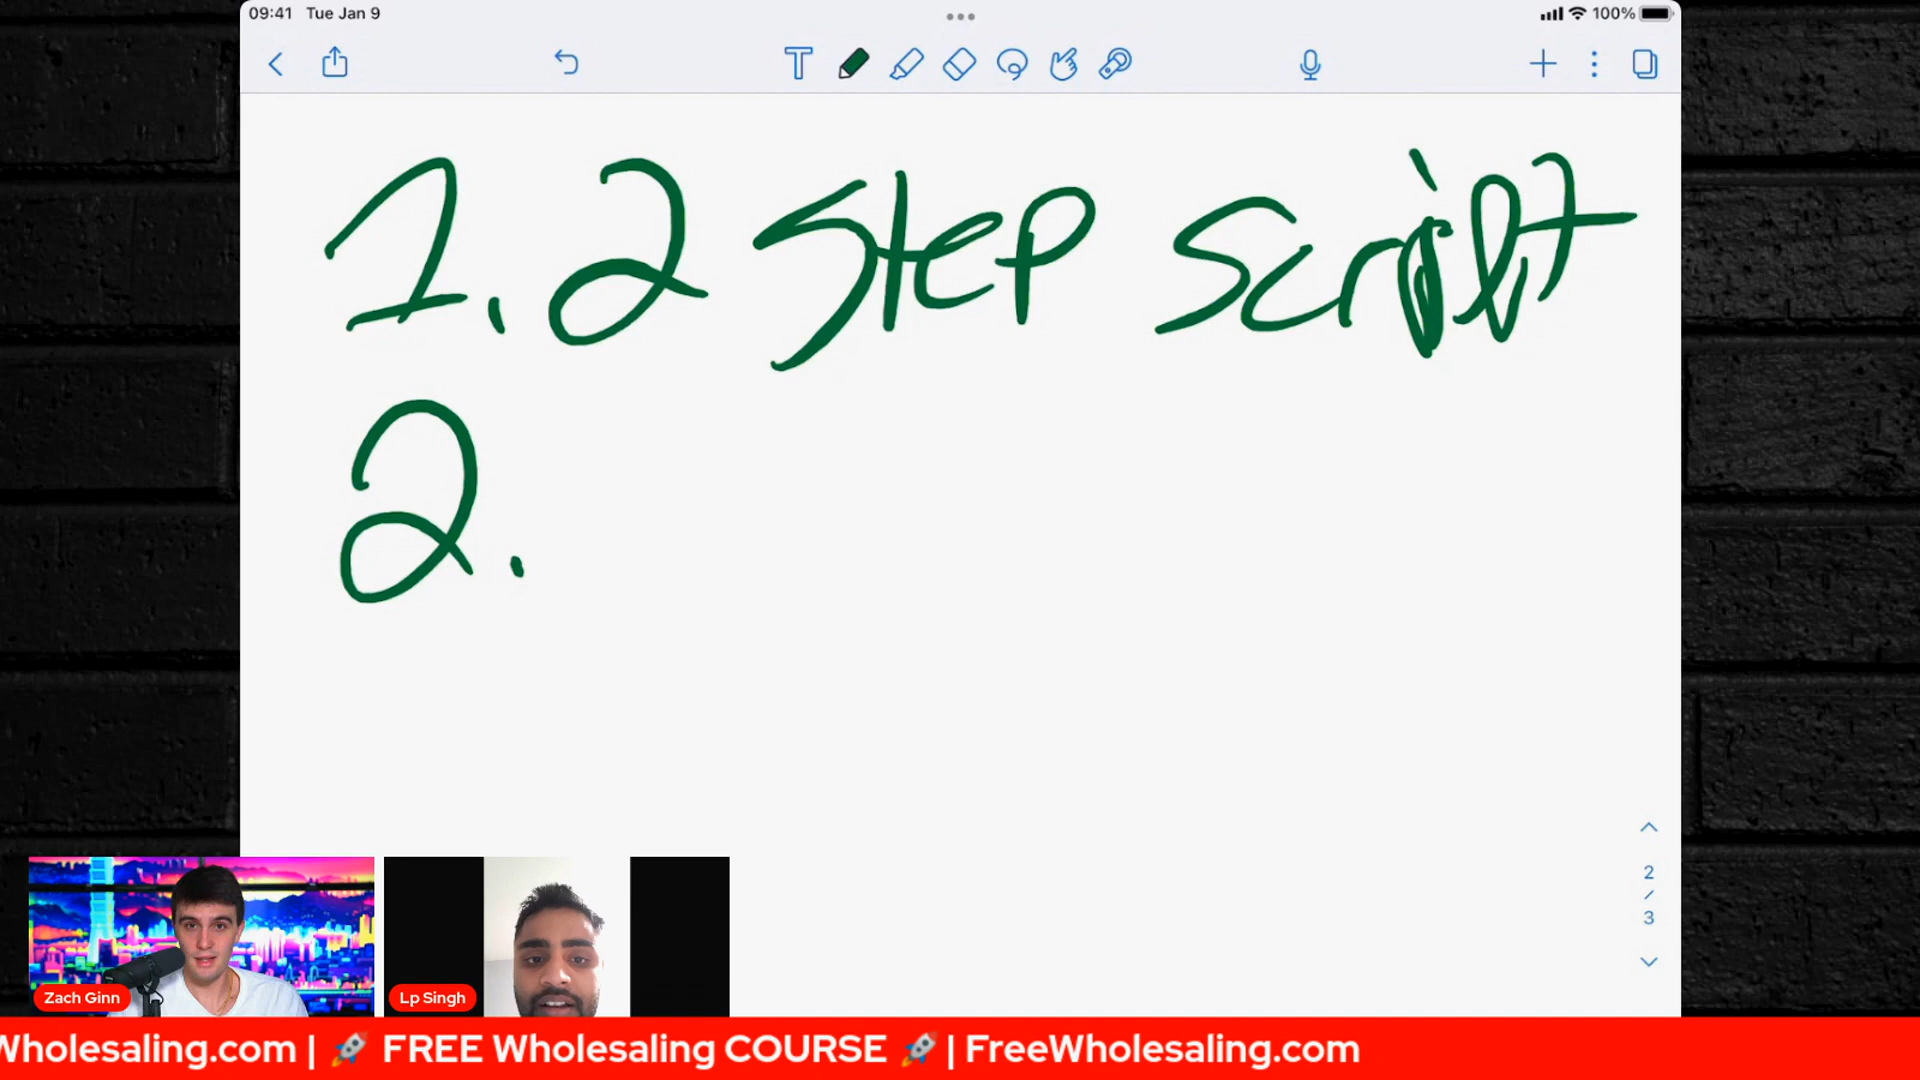 09:41 Tue Jan 9
100%
T
1. 2 Step Script
2.
2
/
3
Zach Ginn
Lp Singh
Wholesaling.com | 🚀 FREE Wholesaling COURSE 🚀 | FreeWholesaling.com